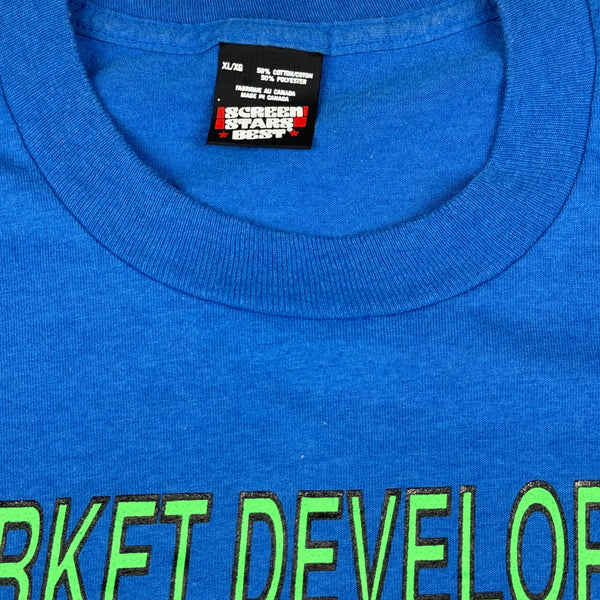 XL/XG 50% COTTON/COTON
50% POLYESTER
FABRIQUE AU CANADA
MADE IN CANADA
SCREEN
STARS
BEST®
RKET DEVELOP